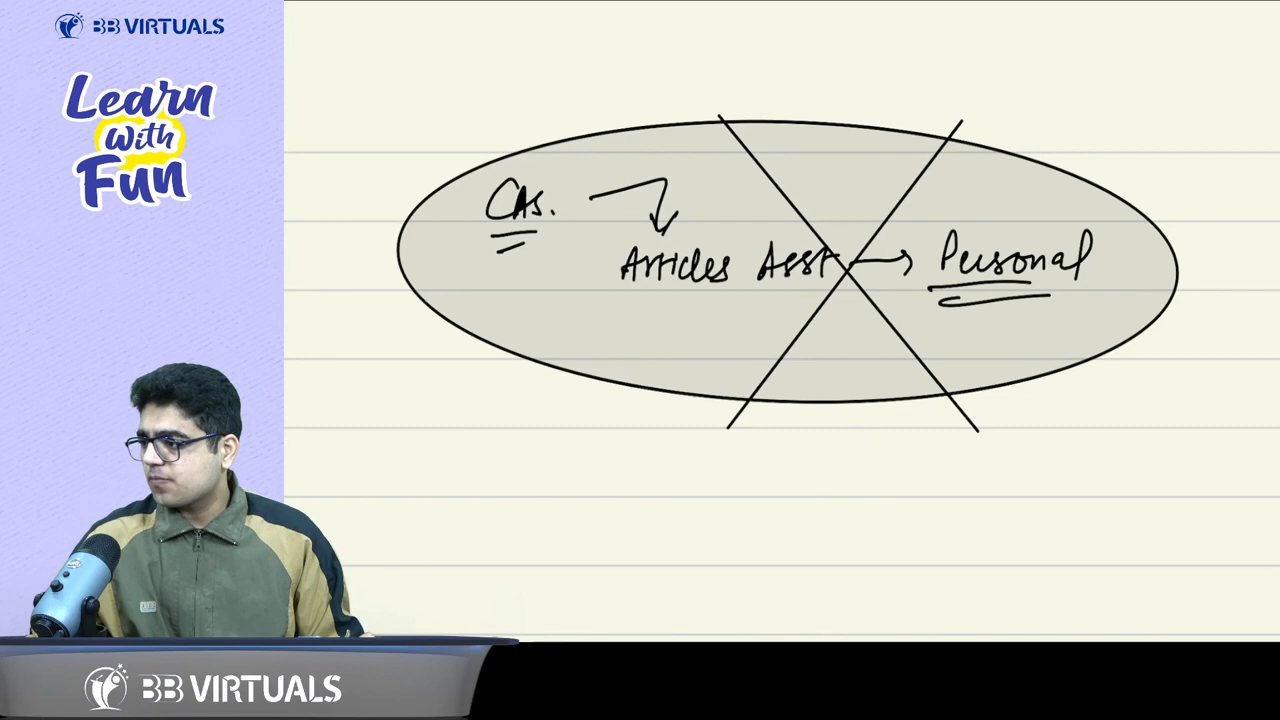 BB VIRTUALS
Learn
With
Fun
CAs.
Articles Asst → Personal
BB VIRTUALS